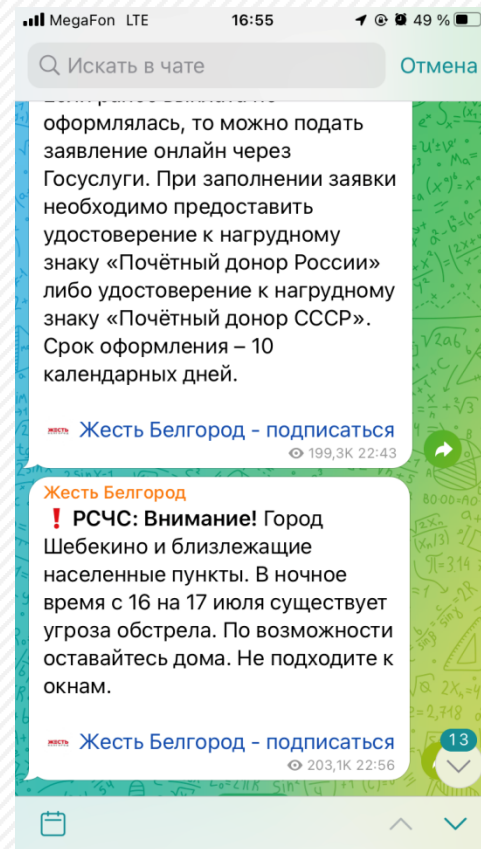 MegaFon LTE 16:55 49 %
Искать в чате Отмена
оформлялась, то можно подать
заявление онлайн через
Госуслуги. При заполнении заявки
необходимо предоставить
удостоверение к нагрудному
знаку «Почётный донор России»
либо удостоверение к нагрудному
знаку «Почётный донор СССР».
Срок оформления – 10
календарных дней.
жесть Жесть Белгород - подписаться
199,3K 22:43
Жесть Белгород
❗ РСЧС: Внимание! Город
Шебекино и близлежащие
населенные пункты. В ночное
время с 16 на 17 июля существует
угроза обстрела. По возможности
оставайтесь дома. Не подходите к
окнам.
жесть Жесть Белгород - подписаться
203,1K 22:56
13